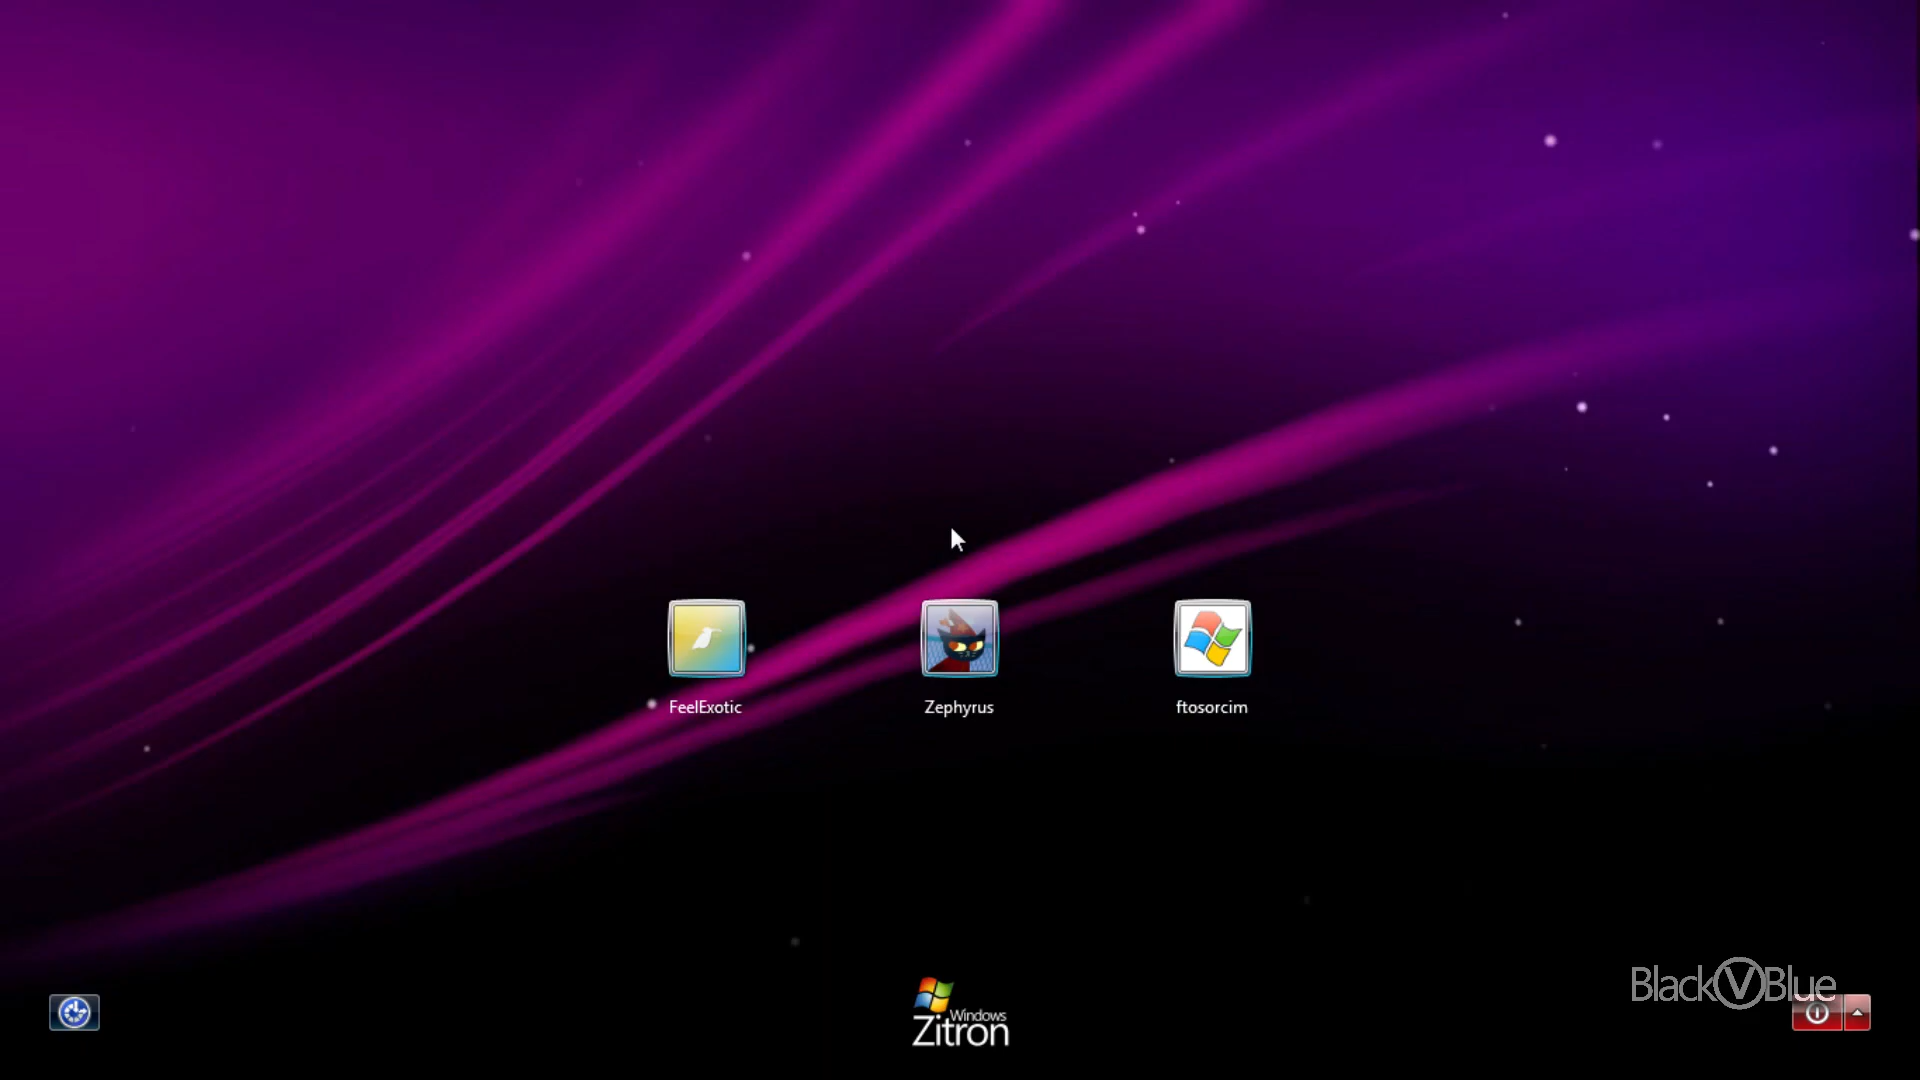 FeelExotic
Zephyrus
ftosorcim
BlackVBlue
Windows
Zitron